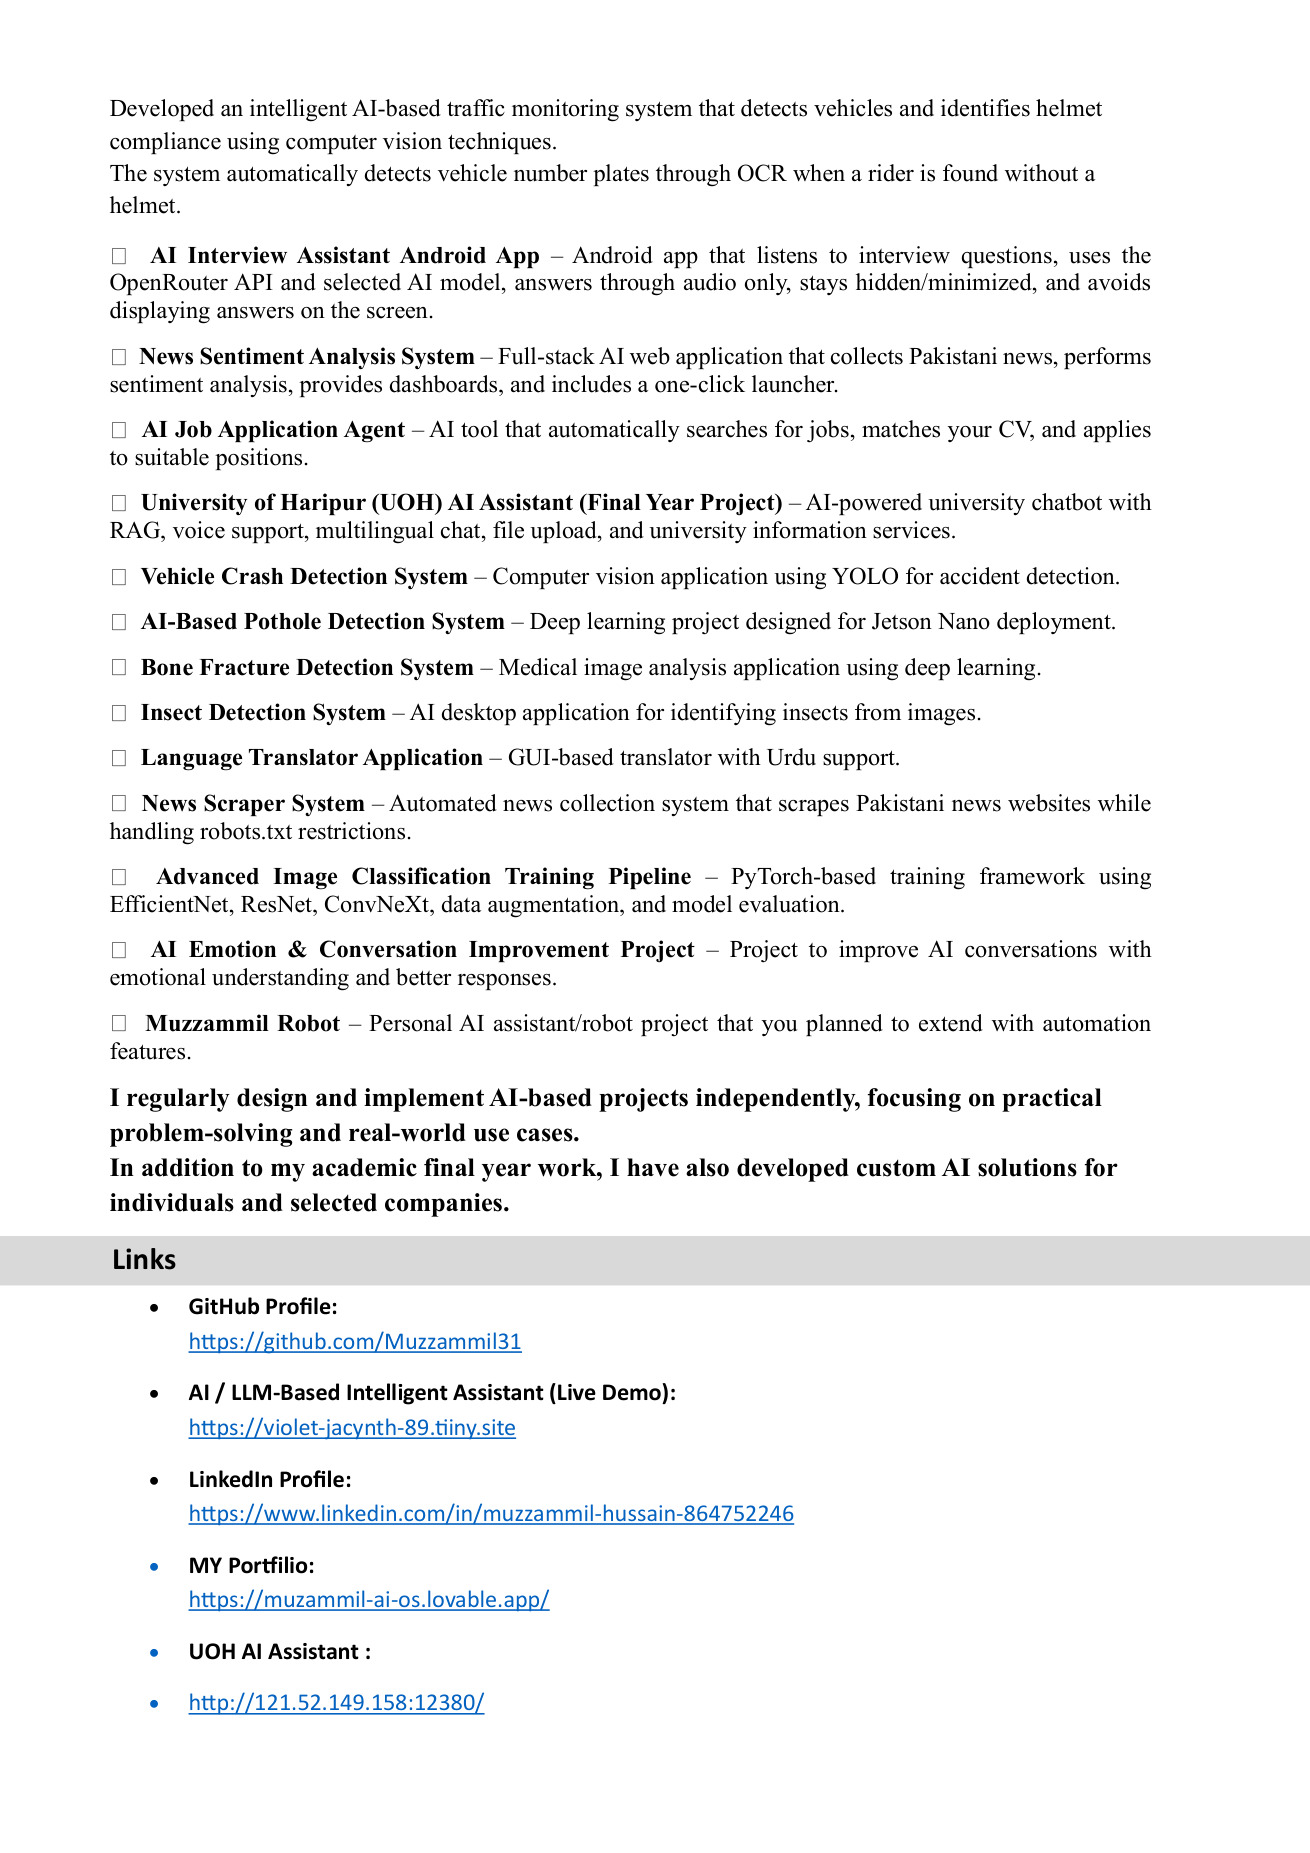 Developed an intelligent AI-based traffic monitoring system that detects vehicles and identifies helmet
compliance using computer vision techniques.
The system automatically detects vehicle number plates through OCR when a rider is found without a
helmet.
□ AI Interview Assistant Android App – Android app that listens to interview questions, uses the
OpenRouter API and selected AI model, answers through audio only, stays hidden/minimized, and avoids
displaying answers on the screen.
□ News Sentiment Analysis System – Full-stack AI web application that collects Pakistani news, performs
sentiment analysis, provides dashboards, and includes a one-click launcher.
□ AI Job Application Agent – AI tool that automatically searches for jobs, matches your CV, and applies
to suitable positions.
□ University of Haripur (UOH) AI Assistant (Final Year Project) – AI-powered university chatbot with
RAG, voice support, multilingual chat, file upload, and university information services.
□ Vehicle Crash Detection System – Computer vision application using YOLO for accident detection.
□ AI-Based Pothole Detection System – Deep learning project designed for Jetson Nano deployment.
□ Bone Fracture Detection System – Medical image analysis application using deep learning.
□ Insect Detection System – AI desktop application for identifying insects from images.
□ Language Translator Application – GUI-based translator with Urdu support.
□ News Scraper System – Automated news collection system that scrapes Pakistani news websites while
handling robots.txt restrictions.
□ Advanced Image Classification Training Pipeline – PyTorch-based training framework using
EfficientNet, ResNet, ConvNeXt, data augmentation, and model evaluation.
□ AI Emotion & Conversation Improvement Project – Project to improve AI conversations with
emotional understanding and better responses.
□ Muzzammil Robot – Personal AI assistant/robot project that you planned to extend with automation
features.
I regularly design and implement AI-based projects independently, focusing on practical
problem-solving and real-world use cases.
In addition to my academic final year work, I have also developed custom AI solutions for
individuals and selected companies.
Links
• GitHub Profile:
https://github.com/Muzzammil31
• AI / LLM-Based Intelligent Assistant (Live Demo):
https://violet-jacynth-89.tiiny.site
• LinkedIn Profile:
https://www.linkedin.com/in/muzzammil-hussain-864752246
• MY Portfilio:
https://muzammil-ai-os.lovable.app/
• UOH AI Assistant :
• http://121.52.149.158:12380/